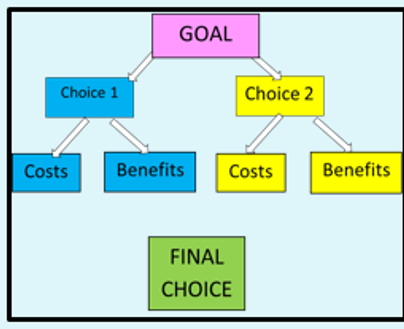 GOAL
Choice 1
Choice 2
Costs
Benefits
Costs
Benefits
FINAL
CHOICE